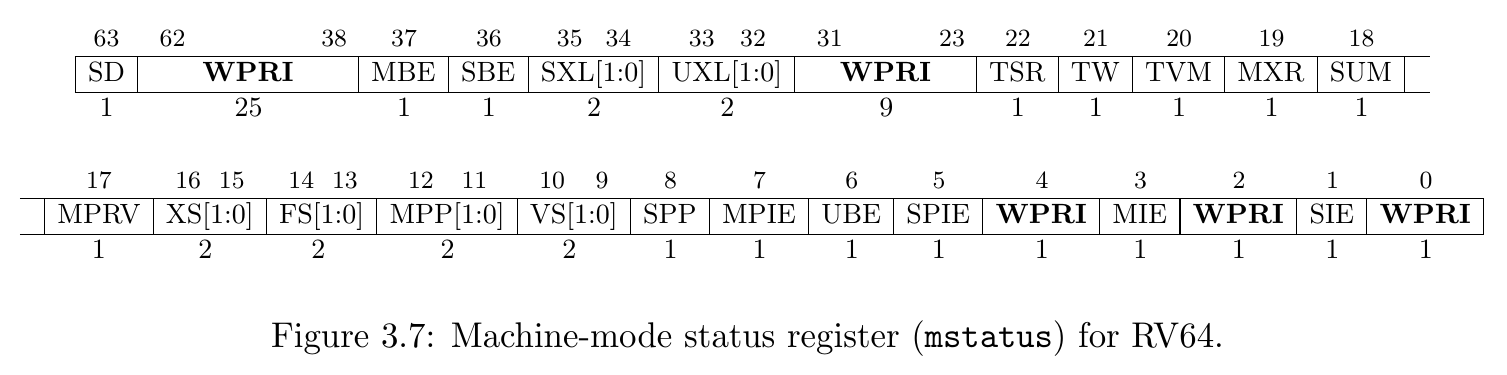 63 62 38 37 36 35 34 33 32 31 23 22 21 20 19 18
SD WPRI MBE SBE SXL[1:0] UXL[1:0] WPRI TSR TW TVM MXR SUM
1 25 1 1 2 2 9 1 1 1 1 1
17 16 15 14 13 12 11 10 9 8 7 6 5 4 3 2 1 0
MPRV XS[1:0] FS[1:0] MPP[1:0] VS[1:0] SPP MPIE UBE SPIE WPRI MIE WPRI SIE WPRI
1 2 2 2 2 1 1 1 1 1 1 1 1 1
Figure 3.7: Machine-mode status register (mstatus) for RV64.